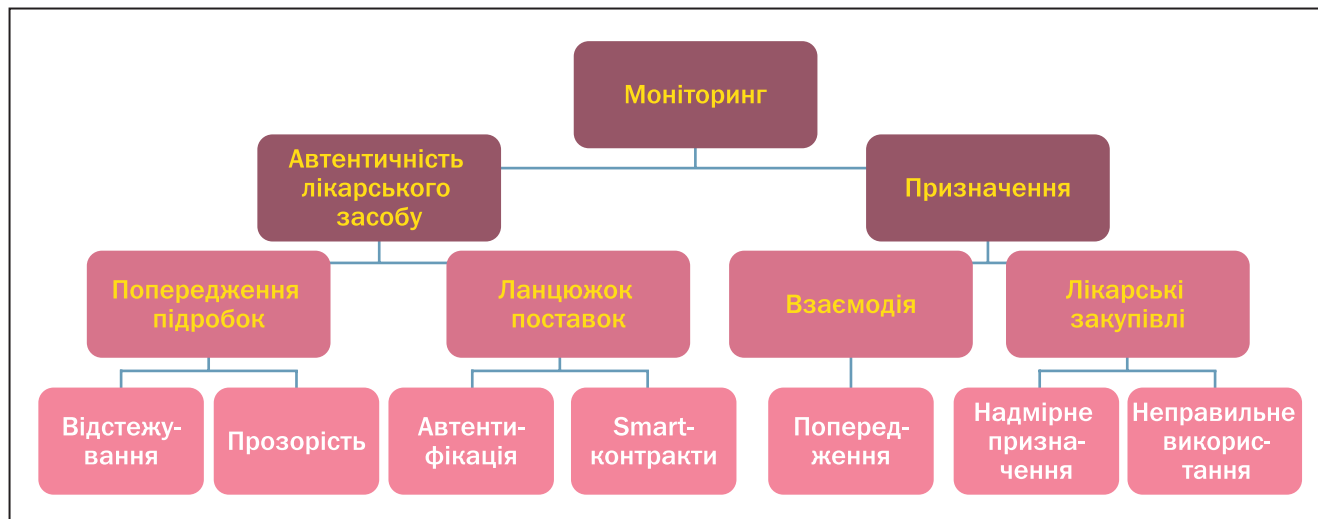 Моніторинг
Автентичність
лікарського
засобу
Призначення
Попередження
підробок
Ланцюжок
поставок
Взаємодія
Лікарські
закупівлі
Відстежу-
вання
Прозорість
Автенти-
фікація
Smart-
контракти
Поперед-
ження
Надмірне
призна-
чення
Неправильне
викорис-
тання